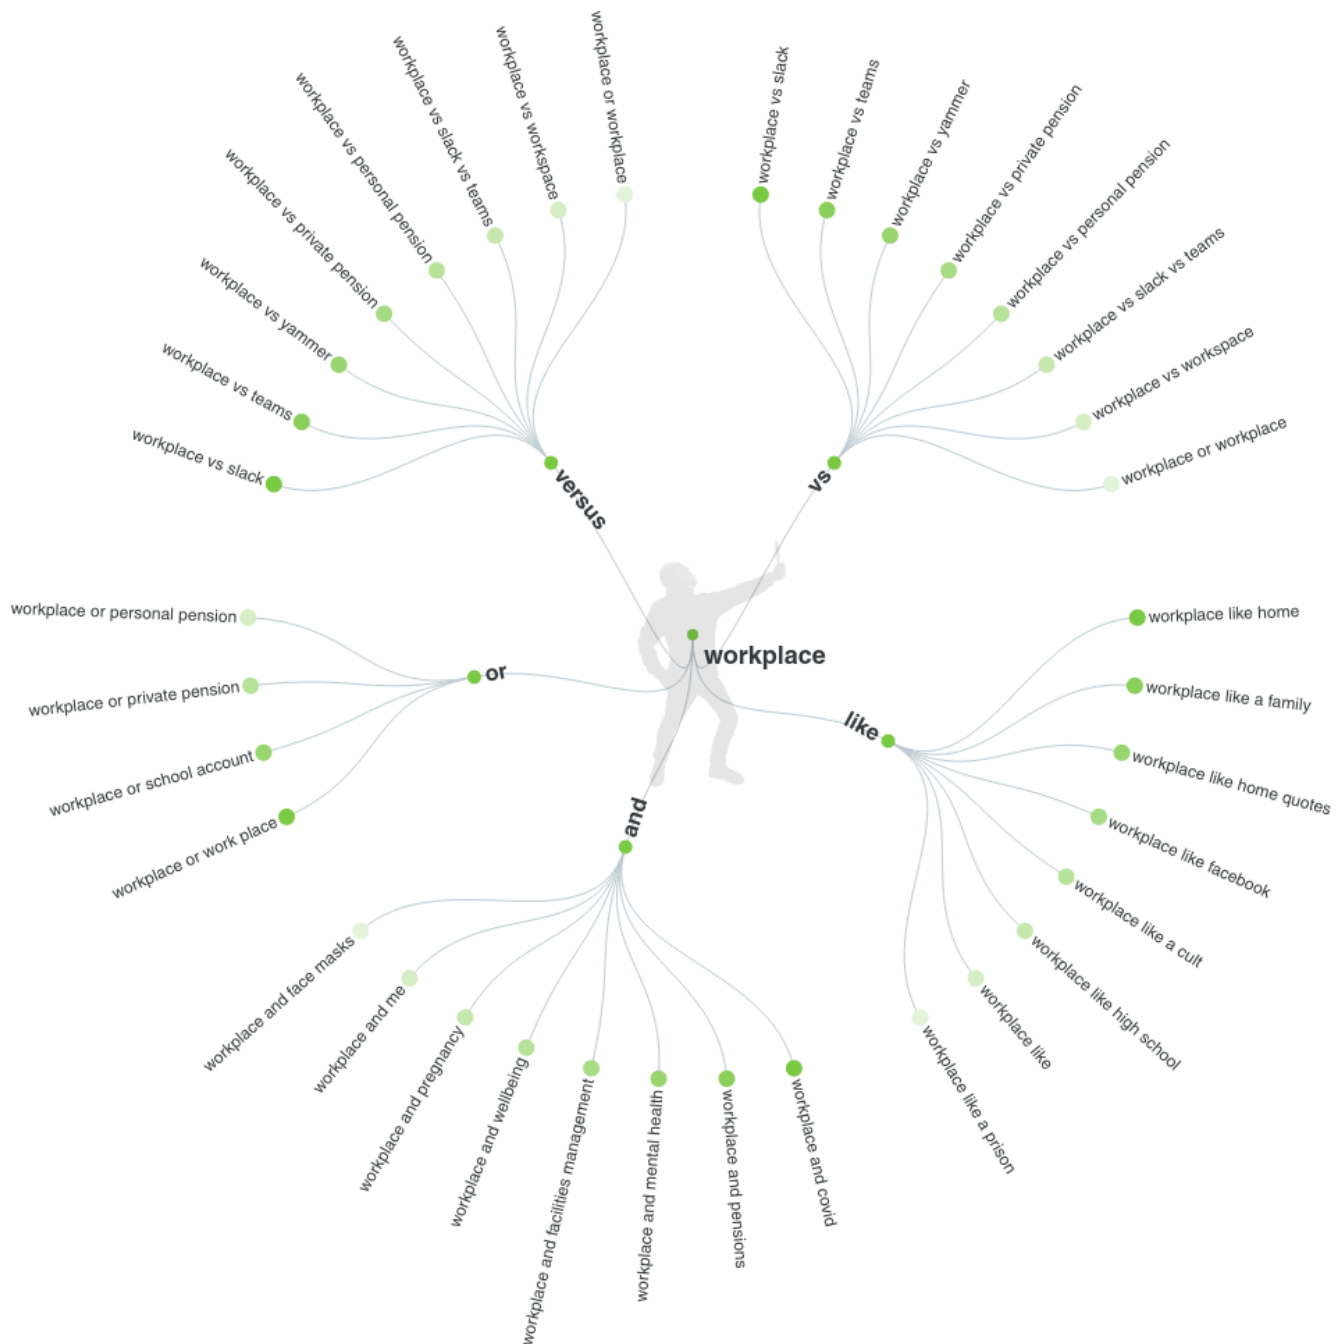 workplace
versus
workplace vs slack
workplace vs teams
workplace vs yammer
workplace vs private pension
workplace vs personal pension
workplace vs slack vs teams
workplace vs workspace
workplace or workplace
vs
workplace vs slack
workplace vs teams
workplace vs yammer
workplace vs private pension
workplace vs personal pension
workplace vs slack vs teams
workplace vs workspace
workplace or workplace
like
workplace like home
workplace like a family
workplace like home quotes
workplace like facebook
workplace like a cult
workplace like high school
workplace like
workplace like a prison
and
workplace and covid
workplace and pensions
workplace and mental health
workplace and facilities management
workplace and wellbeing
workplace and pregnancy
workplace and me
workplace and face masks
or
workplace or work place
workplace or school account
workplace or private pension
workplace or personal pension